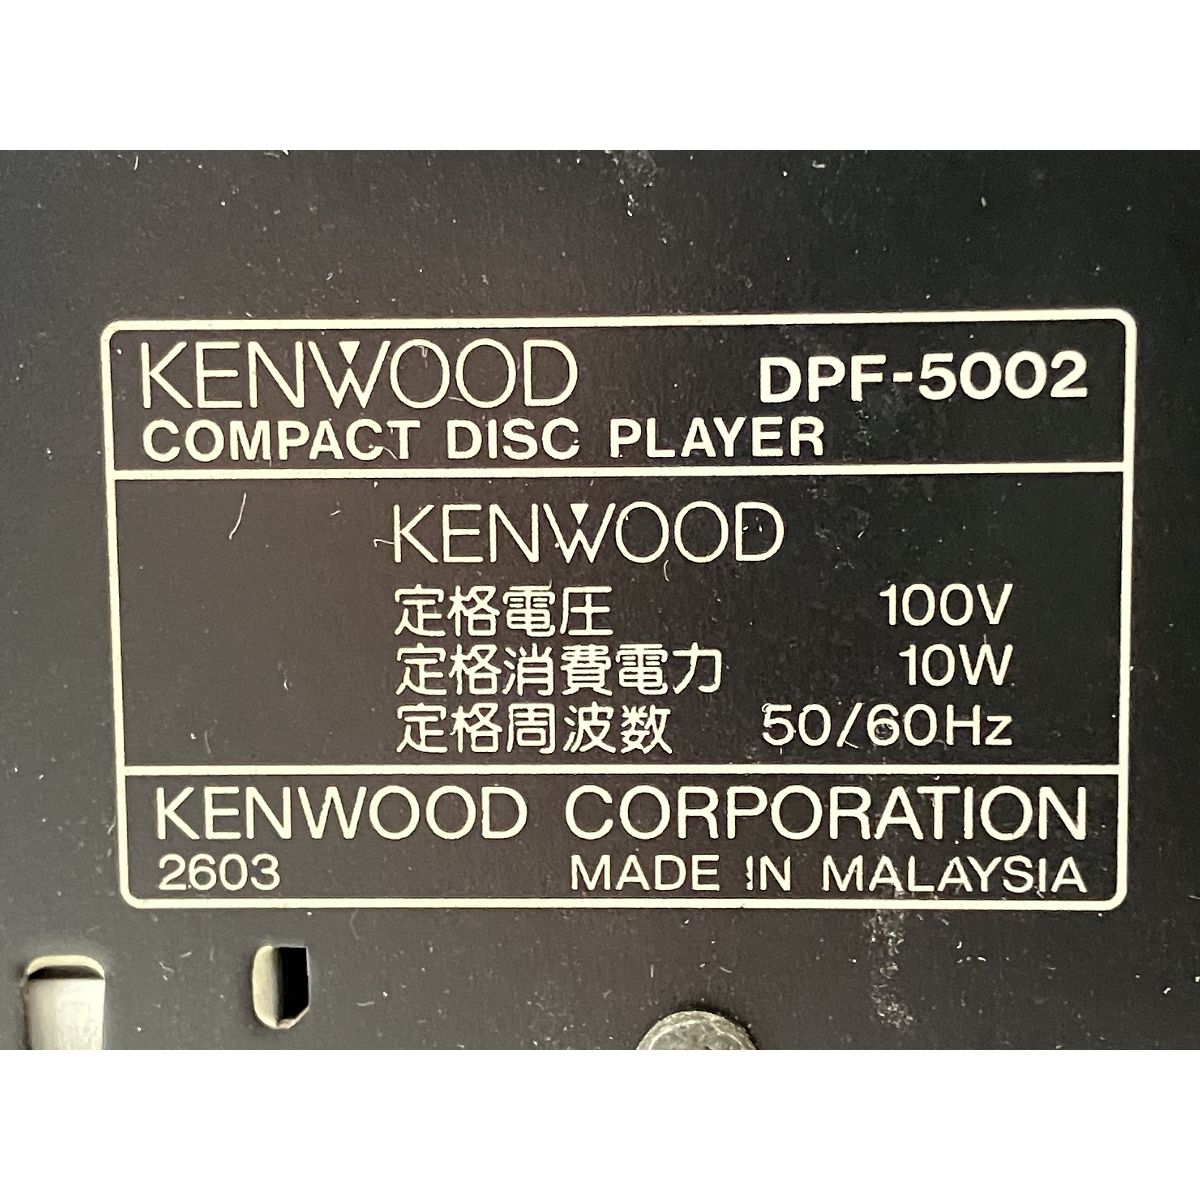 KENWOOD DPF-5002
COMPACT DISC PLAYER
KENWOOD
定格電圧 100V
定格消費電力 10W
定格周波数 50/60Hz
KENWOOD CORPORATION
2603 MADE IN MALAYSIA